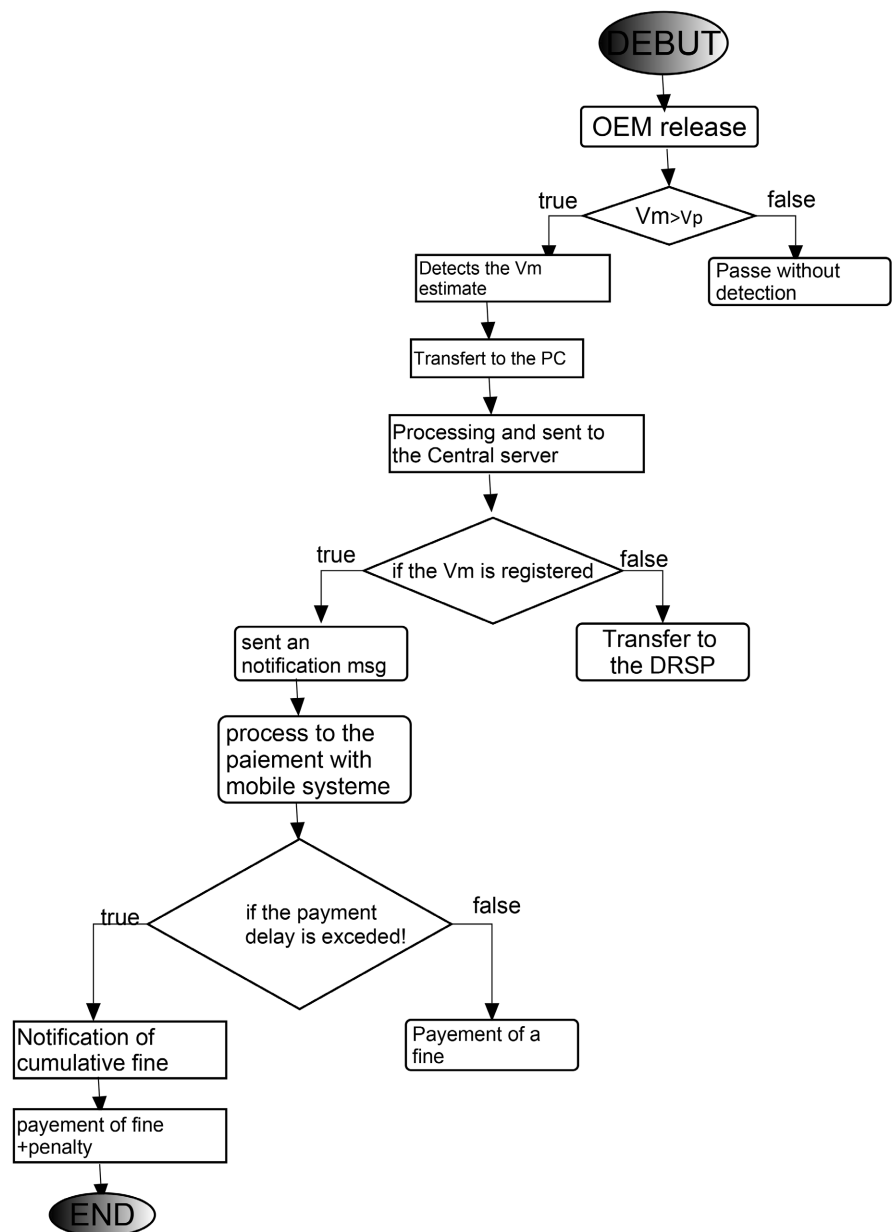 DEBUT
OEM release
true
Vm>Vp
false
Detects the Vm
estimate
Passe without
detection
Transfert to the PC
Processing and sent to
the Central server
true
if the Vm is registered
false
sent an
notification msg
Transfer to
the DRSP
process to the
paiement with
mobile systeme
true
if the payment
delay is exceded!
false
Notification of
cumulative fine
Payement of a
fine
payement of fine
+penalty
END